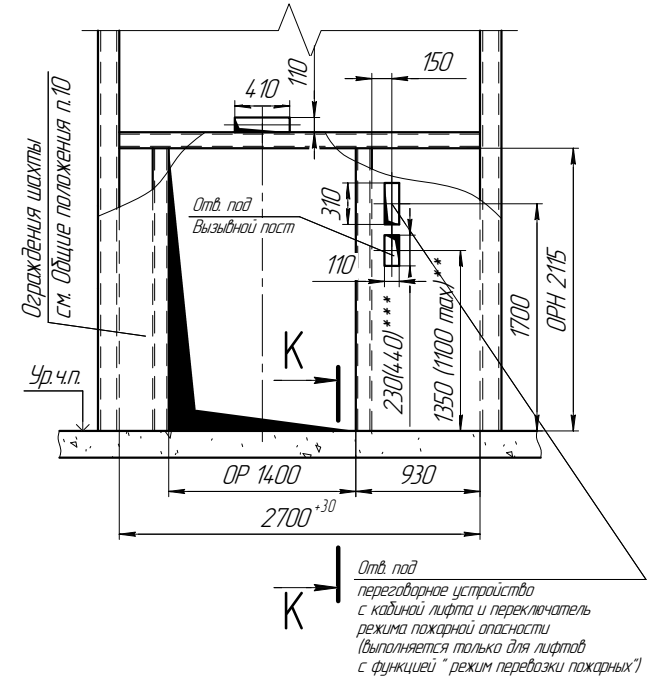 150
410
110
Ограждения шахты
см. Общие положения п.10
Отв. под
Вызывной пост
310
110
230(440)***
1350 (1100 max)**
1700
ОРН 2115
Ур.ч.п.
К
ОР 1400
930
2700 +30
К
Отв. под
переговорное устройство
с кабиной лифта и переключатель
режима пожарной опасности
(выполняется только для лифтов
с функцией " режим перевозки пожарных")